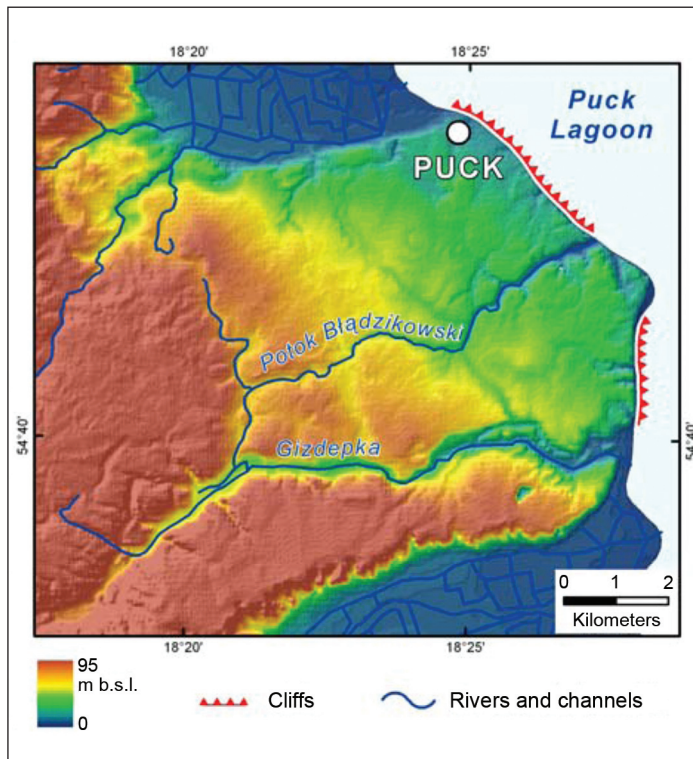 18°20'
18°25'
Puck
Lagoon
PUCK
Potok Błądzikowski
54°40'
54°40'
Gizdepka
0 1 2
Kilometers
18°20'
18°25'
95
m b.s.l.
0
Cliffs
Rivers and channels